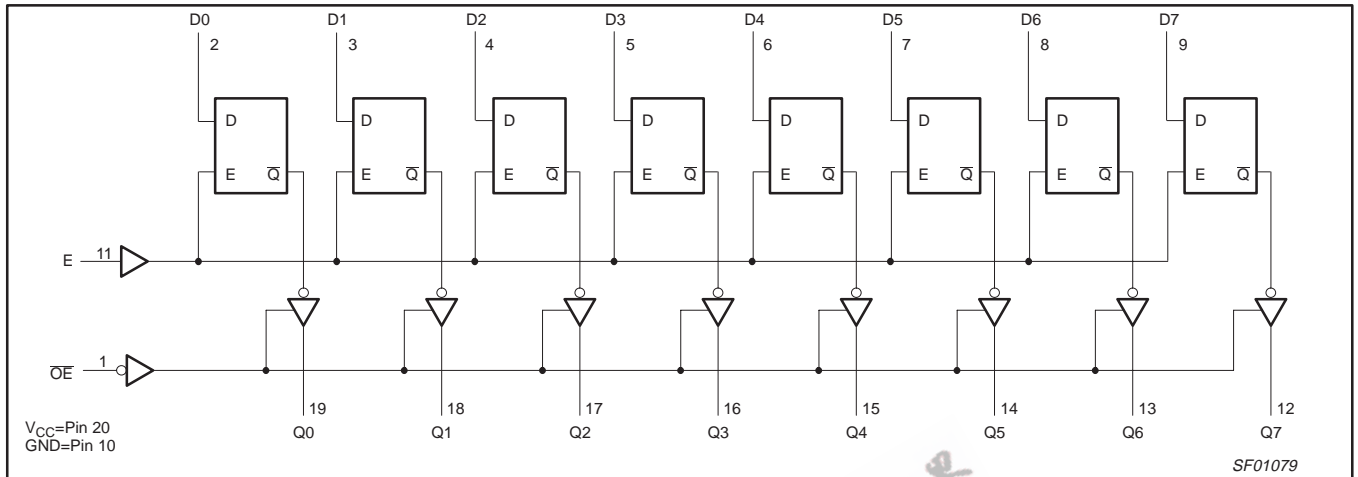 D0 D1 D2 D3 D4 D5 D6 D7
2 3 4 5 6 7 8 9
D D D D D D D D
E Q̅ E Q̅ E Q̅ E Q̅ E Q̅ E Q̅ E Q̅ E Q̅
E 11
O̅E̅ 1
19 18 17 16 15 14 13 12
Q0 Q1 Q2 Q3 Q4 Q5 Q6 Q7
VCC=Pin 20
GND=Pin 10
SF01079